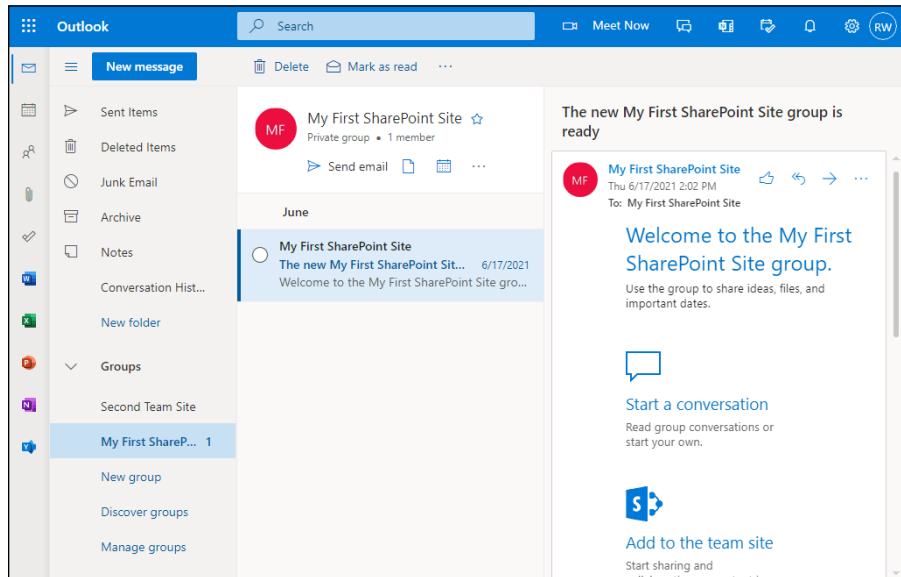 Outlook
Search
Meet Now
RW
New message
Delete
Mark as read
Sent Items
Deleted Items
Junk Email
Archive
Notes
Conversation Hist...
New folder
Groups
Second Team Site
My First ShareP... 1
New group
Discover groups
Manage groups
MF
My First SharePoint Site
Private group • 1 member
Send email
June
My First SharePoint Site
The new My First SharePoint Sit... 6/17/2021
Welcome to the My First SharePoint Site gro...
The new My First SharePoint Site group is
ready
MF
My First SharePoint Site
Thu 6/17/2021 2:02 PM
To: My First SharePoint Site
Welcome to the My First
SharePoint Site group.
Use the group to share ideas, files, and
important dates.
Start a conversation
Read group conversations or
start your own.
S
Add to the team site
Start sharing and